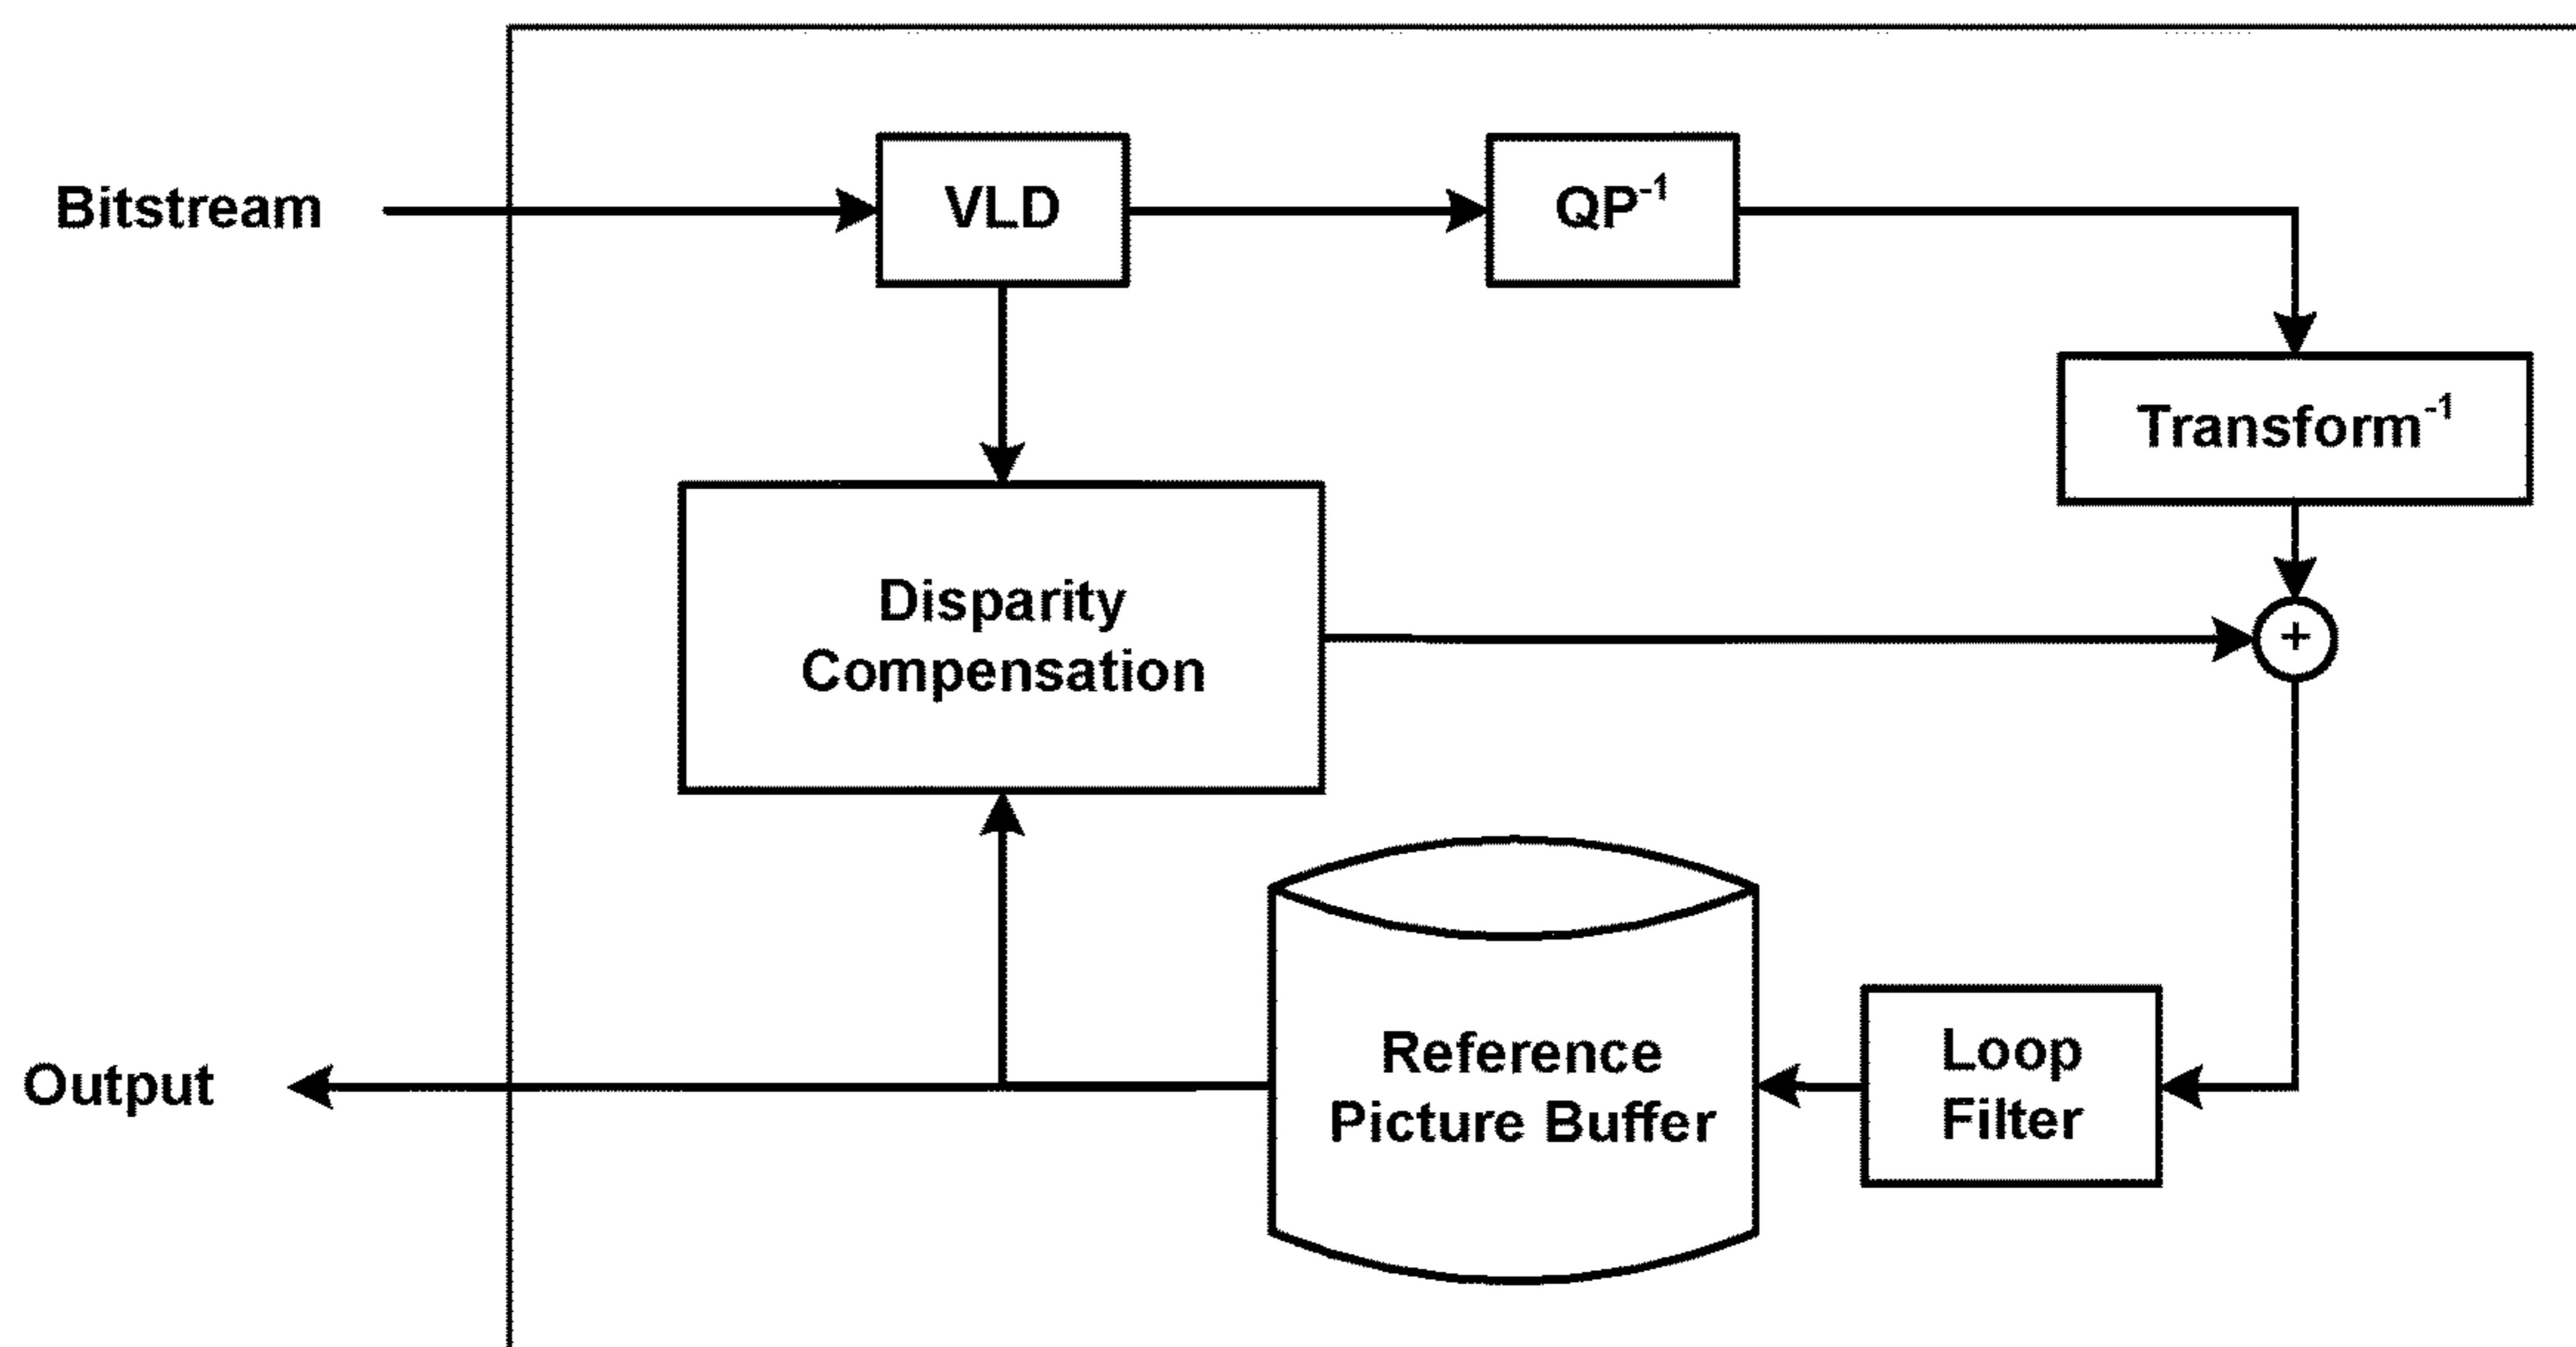 Bitstream
VLD
QP⁻¹
Transform⁻¹
Disparity
Compensation
+
Reference
Picture Buffer
Loop
Filter
Output